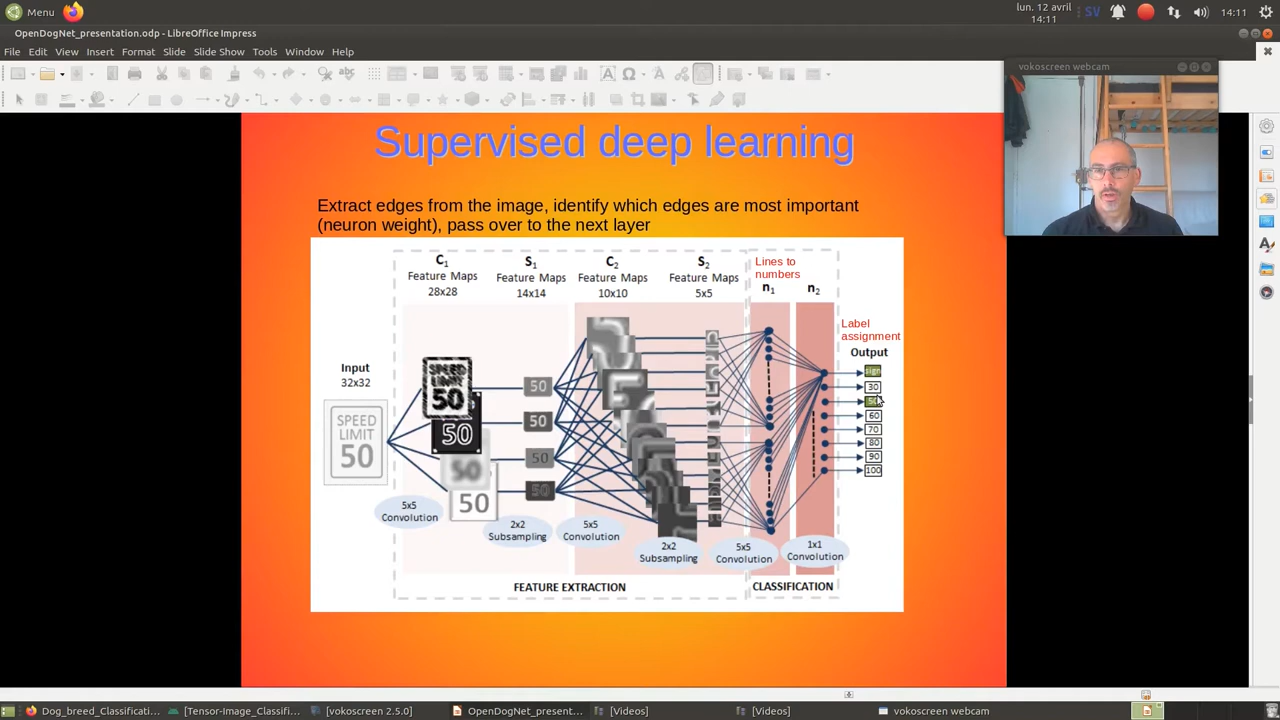 Menu
lun. 12 avril
14:11
SV
14:11
OpenDogNet_presentation.odp - LibreOffice Impress
File Edit View Insert Format Slide Slide Show Tools Window Help
vokoscreen webcam
Supervised deep learning
Extract edges from the image, identify which edges are most important
(neuron weight), pass over to the next layer
C1
Feature Maps
28x28
S1
Feature Maps
14x14
C2
Feature Maps
10x10
S2
Feature Maps
5x5
Lines to
numbers
n1
n2
Label
assignment
Output
Input
32x32
SPEED
LIMIT
50
SPEED
LIMIT
50
50
50
50
50
50
50
50
sign
30
50
60
70
80
90
100
5x5
Convolution
2x2
Subsampling
5x5
Convolution
2x2
Subsampling
5x5
Convolution
1x1
Convolution
FEATURE EXTRACTION
CLASSIFICATION
Dog_breed_Classificati...
[Tensor-Image_Classifi...
[vokoscreen 2.5.0]
OpenDogNet_present...
[Videos]
[Videos]
vokoscreen webcam